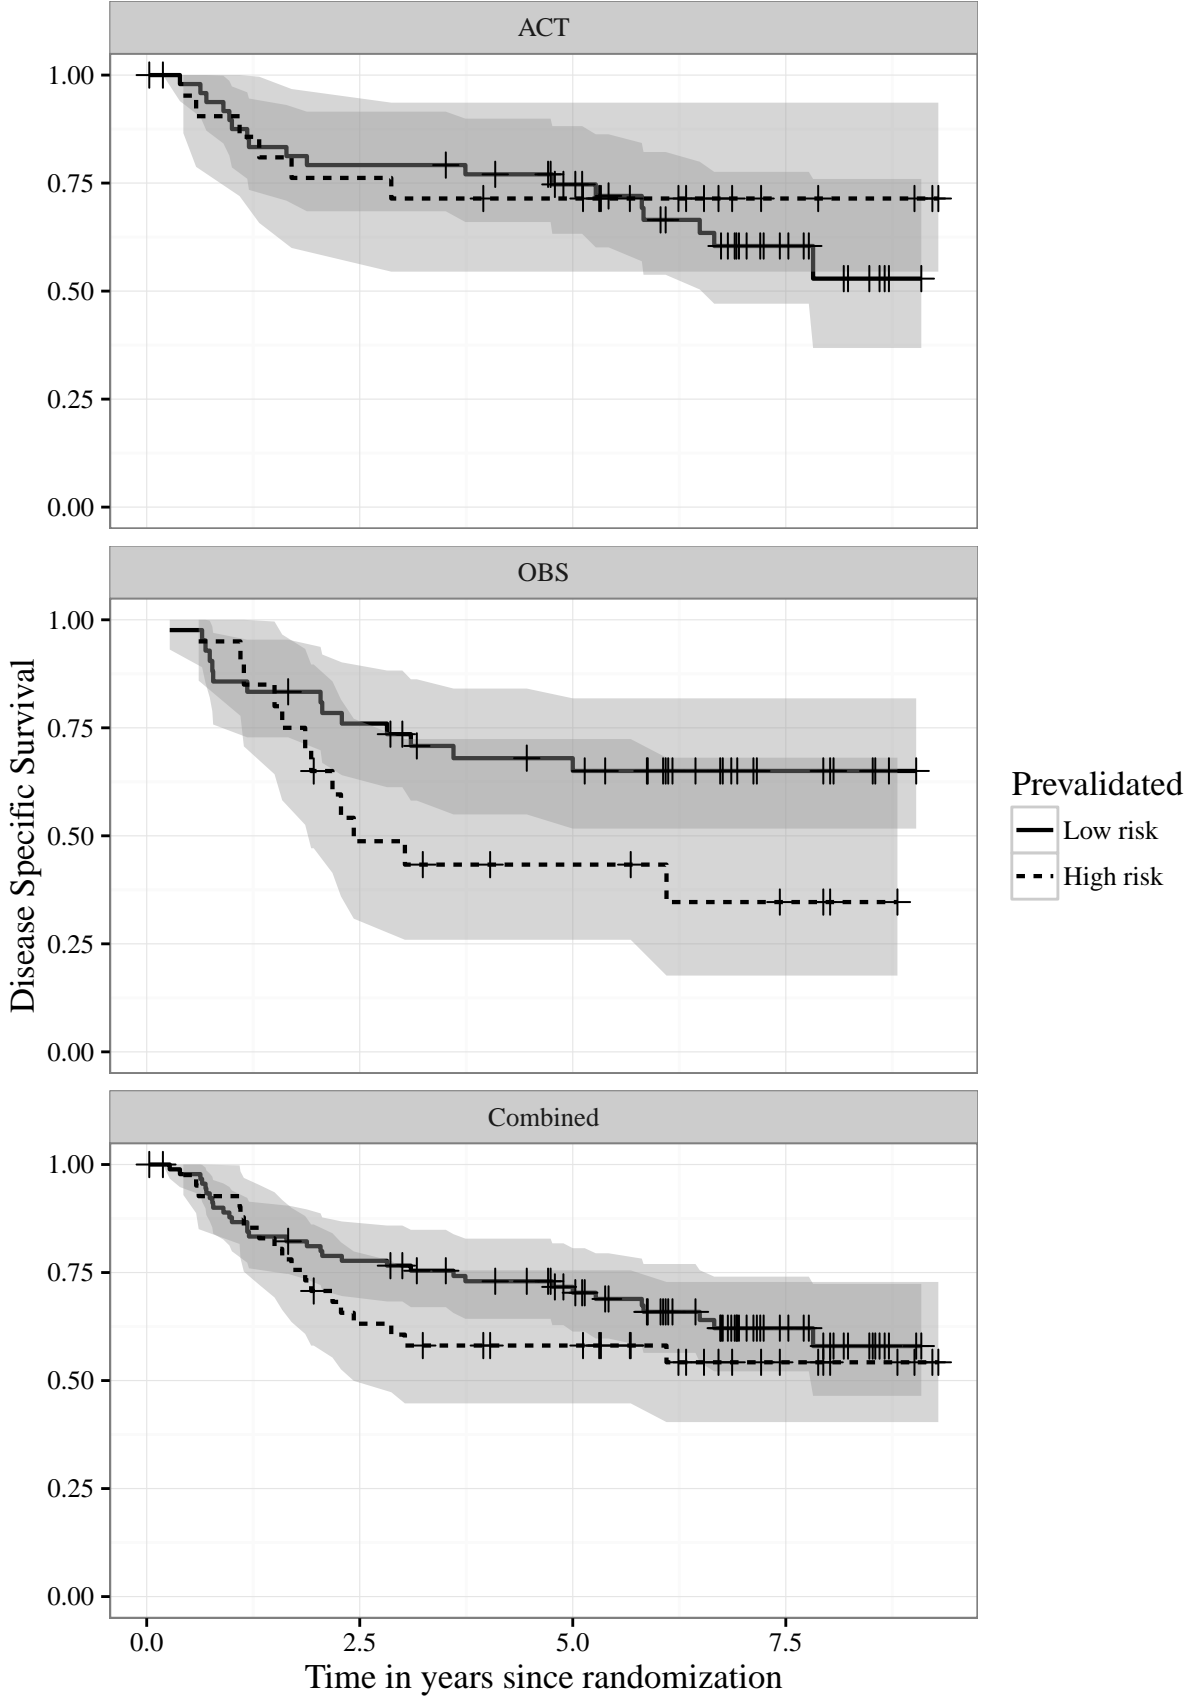 ACT
1.00
0.75
0.50
0.25
0.00
OBS
1.00
0.75
0.50
0.25
0.00
Combined
1.00
0.75
0.50
0.25
0.00
0.0 2.5 5.0 7.5
Time in years since randomization
Disease Specific Survival
Prevalidated
Low risk
High risk